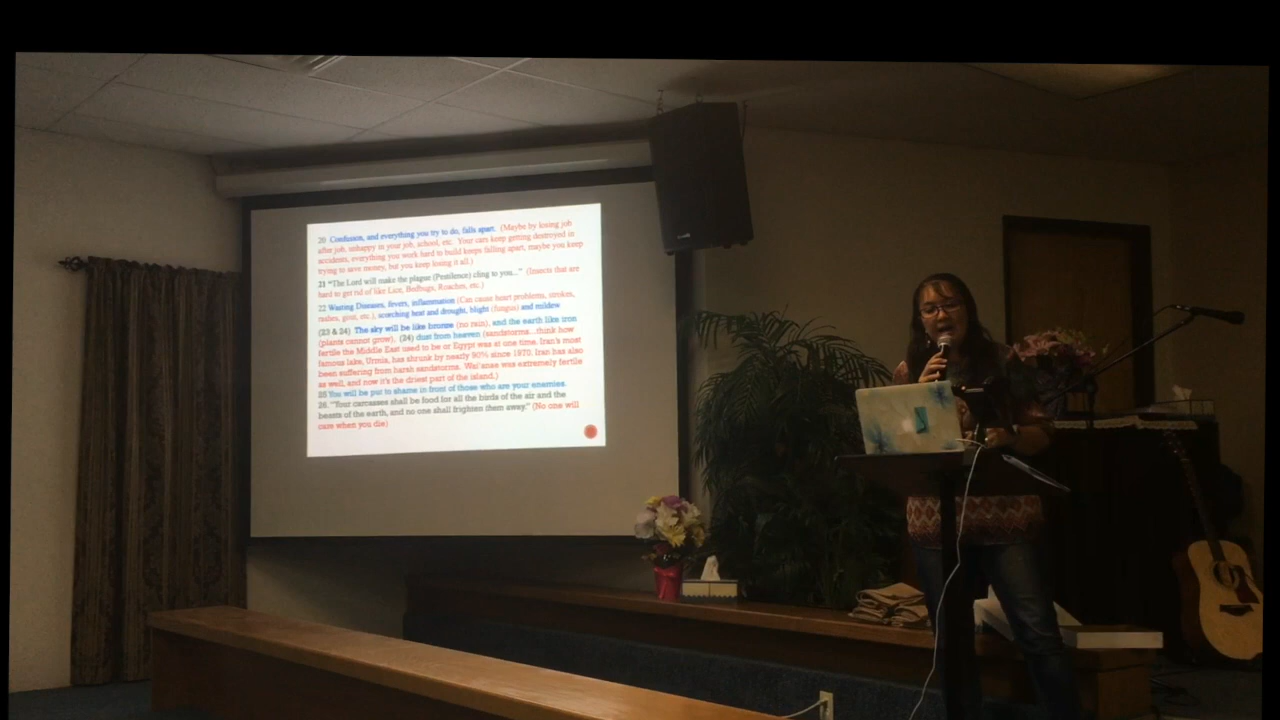 20 Confusion, and everything you try to do, falls apart. (Maybe by losing job
after job, unhappy in your job, school, etc. Your cars keep getting destroyed in
accidents, everything you work hard to build keeps falling apart, maybe you keep
trying to save money, but you keep losing it all.)
21 "The Lord will make the plague (Pestilence) cling to you..." (Insects that are
hard to get rid of like Lice, Bedbugs, Roaches, etc.)
22 Wasting Diseases, fevers, inflammation (Can cause heart problems, strokes,
rashes, gout, etc.), scorching heat and drought, blight (fungus) and mildew
(23 & 24) The sky will be like bronze (no rain), and the earth like iron
(plants cannot grow), (24) dust from heaven (sandstorms...think how
fertile the Middle East used to be or Egypt was at one time. Iran's most
famous lake, Urmia, has shrunk by nearly 90% since 1970. Iran has also
been suffering from harsh sandstorms. Wai'anae was extremely fertile
as well, and now it's the driest part of the island.)
25 You will be put to shame in front of those who are your enemies.
26. "Your carcasses shall be food for all the birds of the air and the
beasts of the earth, and no one shall frighten them away." (No one will
care when you die)